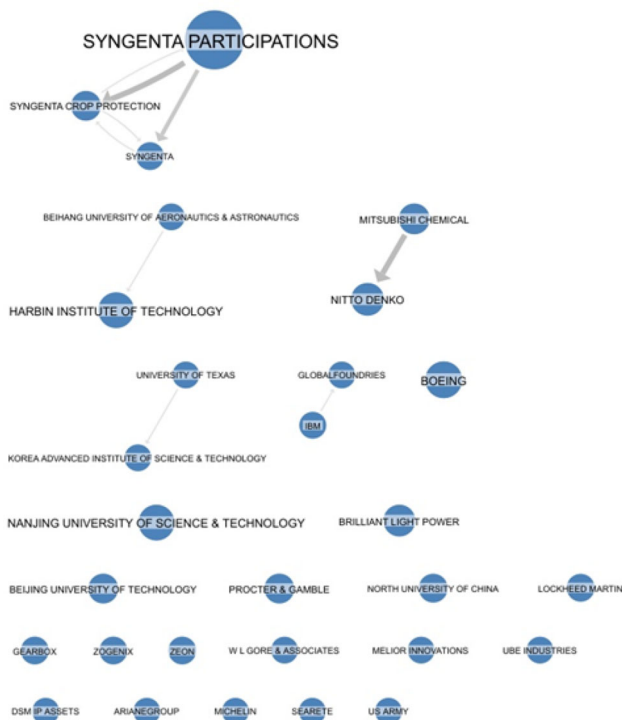 SYNGENTA PARTICIPATIONS
SYNGENTA CROP PROTECTION
SYNGENTA
BEIHANG UNIVERSITY OF AERONAUTICS & ASTRONAUTICS
MITSUBISHI CHEMICAL
NITTO DENKO
HARBIN INSTITUTE OF TECHNOLOGY
UNIVERSITY OF TEXAS
GLOBALFOUNDRIES
BOEING
IBM
KOREA ADVANCED INSTITUTE OF SCIENCE & TECHNOLOGY
NANJING UNIVERSITY OF SCIENCE & TECHNOLOGY
BRILLIANT LIGHT POWER
BEIJING UNIVERSITY OF TECHNOLOGY
PROCTER & GAMBLE
NORTH UNIVERSITY OF CHINA
LOCKHEED MARTIN
GEARBOX
ZOGENIX
ZEON
W L GORE & ASSOCIATES
MELIOR INNOVATIONS
UBE INDUSTRIES
DSM IP ASSETS
ARIANEGROUP
MICHELIN
SEARETE
US ARMY